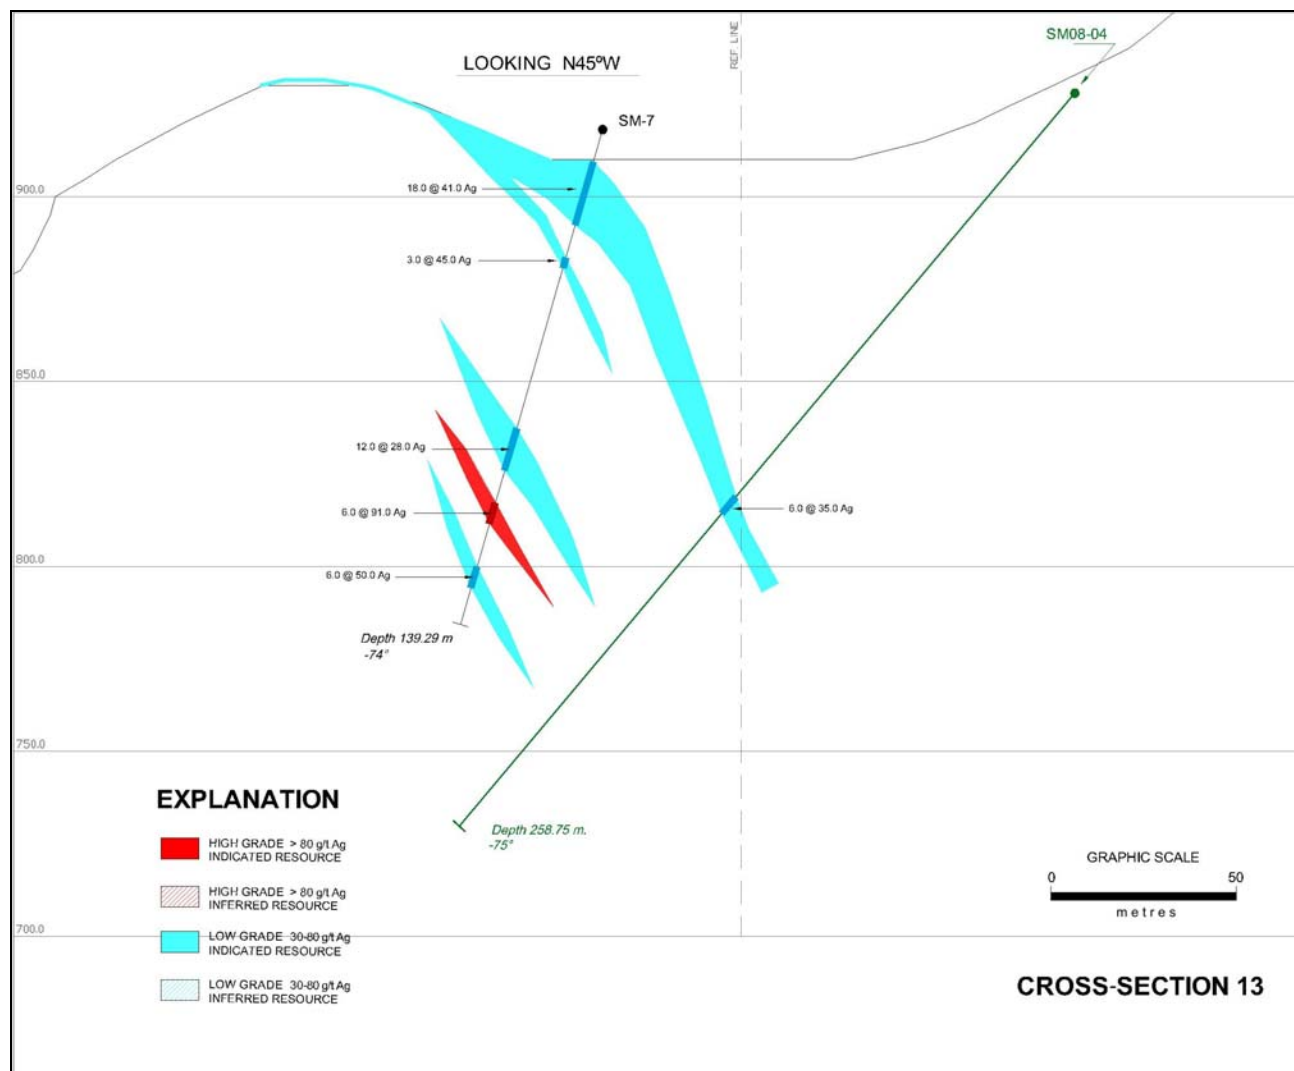 SM08-04
REF. LINE
LOOKING N45ºW
SM-7
900.0
18.0 @ 41.0 Ag
3.0 @ 45.0 Ag
850.0
12.0 @ 28.0 Ag
6.0 @ 91.0 Ag
6.0 @ 35.0 Ag
800.0
6.0 @ 50.0 Ag
Depth 139.29 m
-74°
750.0
EXPLANATION
Depth 258.75 m.
-75°
HIGH GRADE > 80 g/t Ag
INDICATED RESOURCE
HIGH GRADE > 80 g/t Ag
INFERRED RESOURCE
LOW GRADE 30-80 g/t Ag
INDICATED RESOURCE
LOW GRADE 30-80 g/t Ag
INFERRED RESOURCE
GRAPHIC SCALE
0 50
metres
700.0
CROSS-SECTION 13